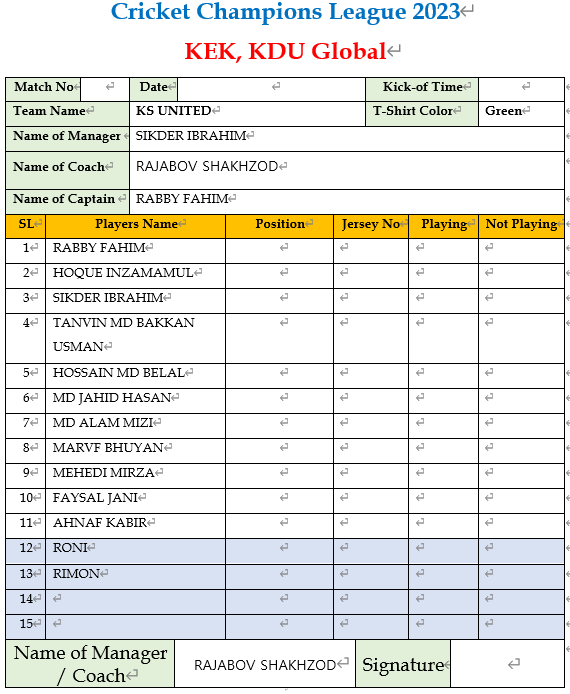 Cricket Champions League 2023
KEK, KDU Global
Match No Date Kick-of Time
Team Name KS UNITED T-Shirt Color Green
Name of Manager SIKDER IBRAHIM
Name of Coach RAJABOV SHAKHZOD
Name of Captain RABBY FAHIM
SL Players Name Position Jersey No Playing Not Playing
1 RABBY FAHIM
2 HOQUE INZAMAMUL
3 SIKDER IBRAHIM
4 TANVIN MD BAKKAN
USMAN
5 HOSSAIN MD BELAL
6 MD JAHID HASAN
7 MD ALAM MIZI
8 MARVF BHUYAN
9 MEHEDI MIRZA
10 FAYSAL JANI
11 AHNAF KABIR
12 RONI
13 RIMON
14
15
Name of Manager
/ Coach RAJABOV SHAKHZOD Signature